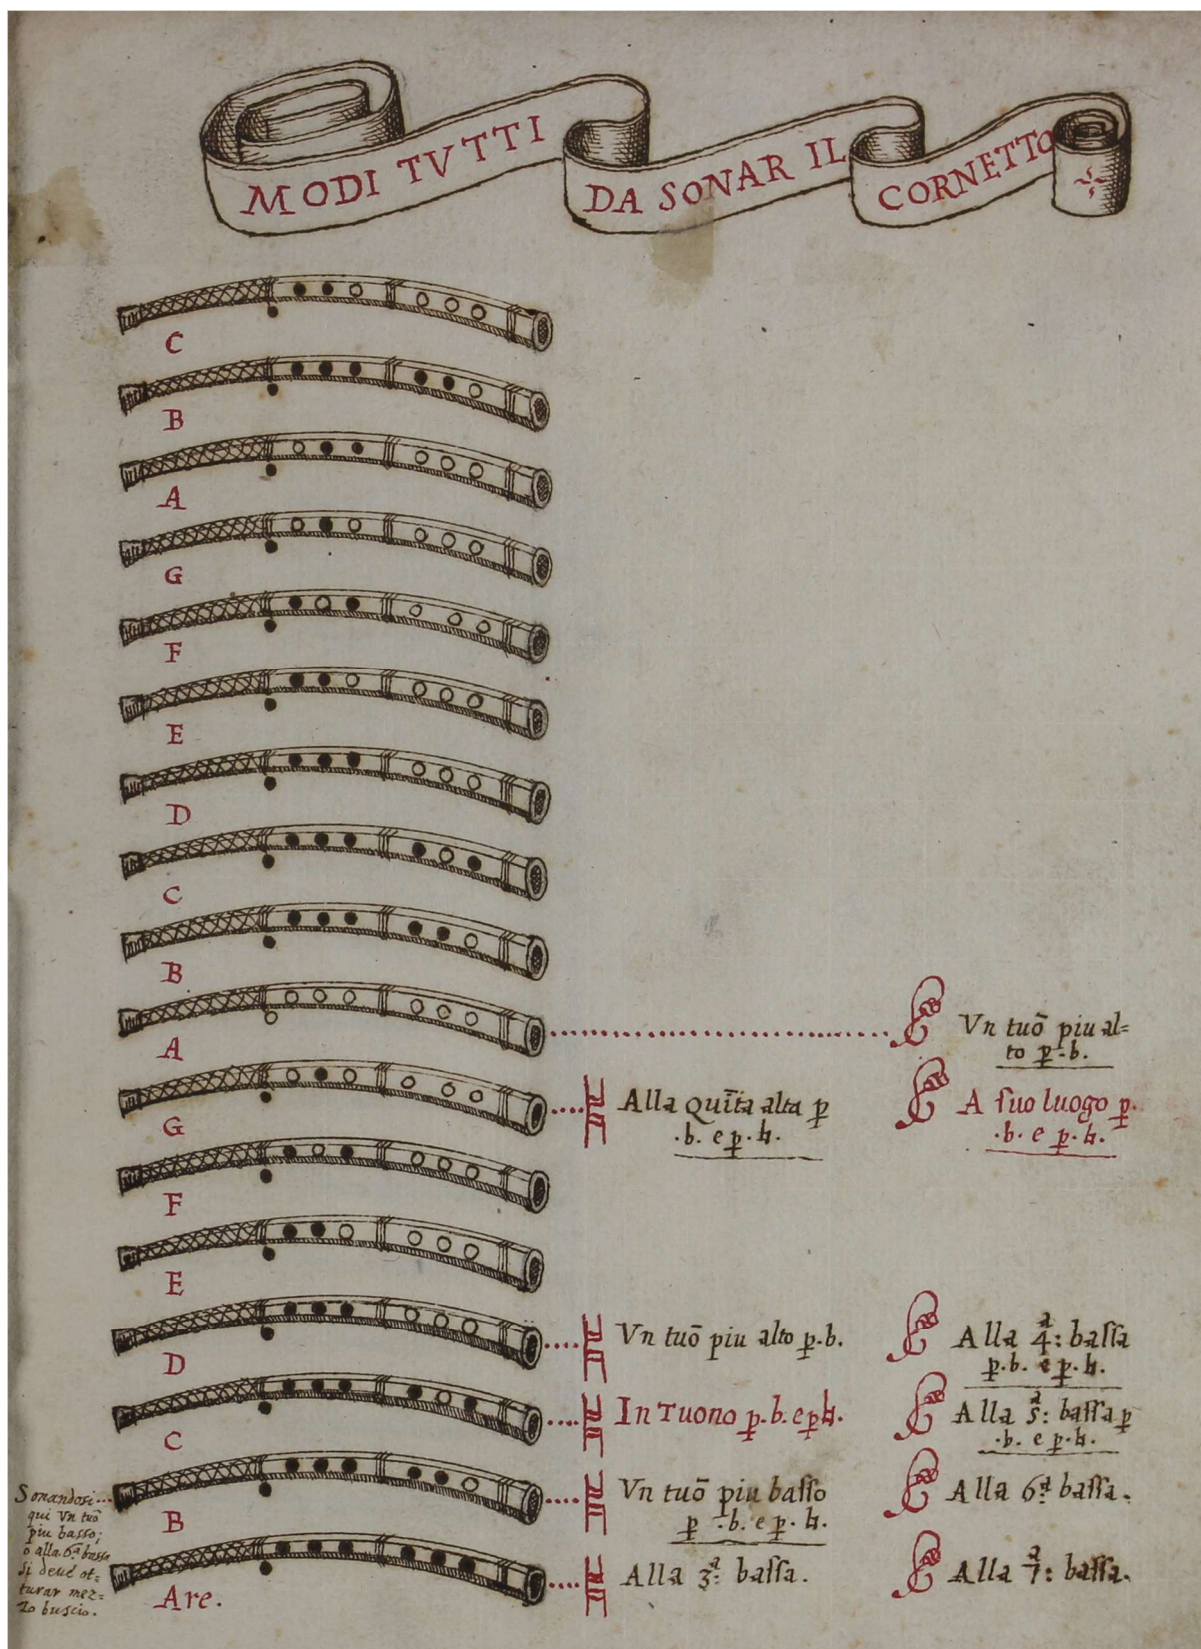 MODI TVTTI DA SONAR IL CORNETTO
C
B
A
G
F
E
D
C
B
A
Vn tuō piu al=
to p. .b.
G
Alla quīta alta p
.b. e p. ♮.
A suo luogo p.
.b. e p. ♮.
F
E
D
Vn tuō piu alto p. b.
Alla 4ª: bassa
p. b. e p. ♮.
C
In Tuono p. b. e p ♮.
Alla 5ª: bassa p
.b. e p. ♮.
Sonandosi
qui vn tuō
piu basso;
o alla 6ª bassa
si deue ot=
turar mez=
zo buscio.
B
Vn tuō piu basso
p .b. e p. ♮.
Alla 6ª: bassa.
Are.
Alla 3ª: bassa.
Alla 7ª: bassa.